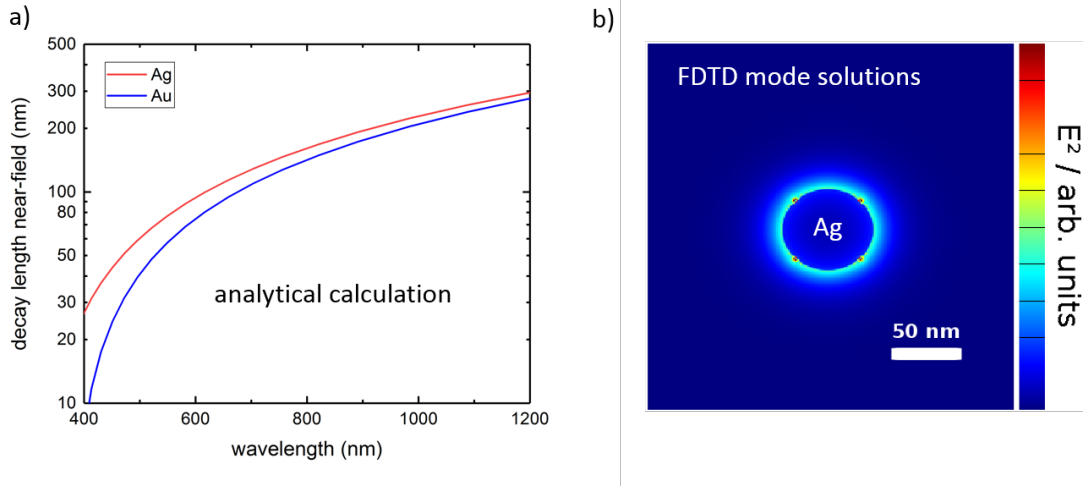 a)
500
300
200
100
80
50
30
20
10
decay length near-field (nm)
Ag
Au
analytical calculation
400
600
800
1000
1200
wavelength (nm)
b)
FDTD mode solutions
Ag
50 nm
E² / arb. units